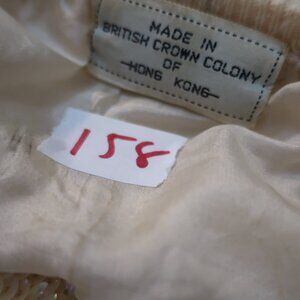 MADE IN
BRITISH CROWN COLONY
OF
—HONG KONG—
158